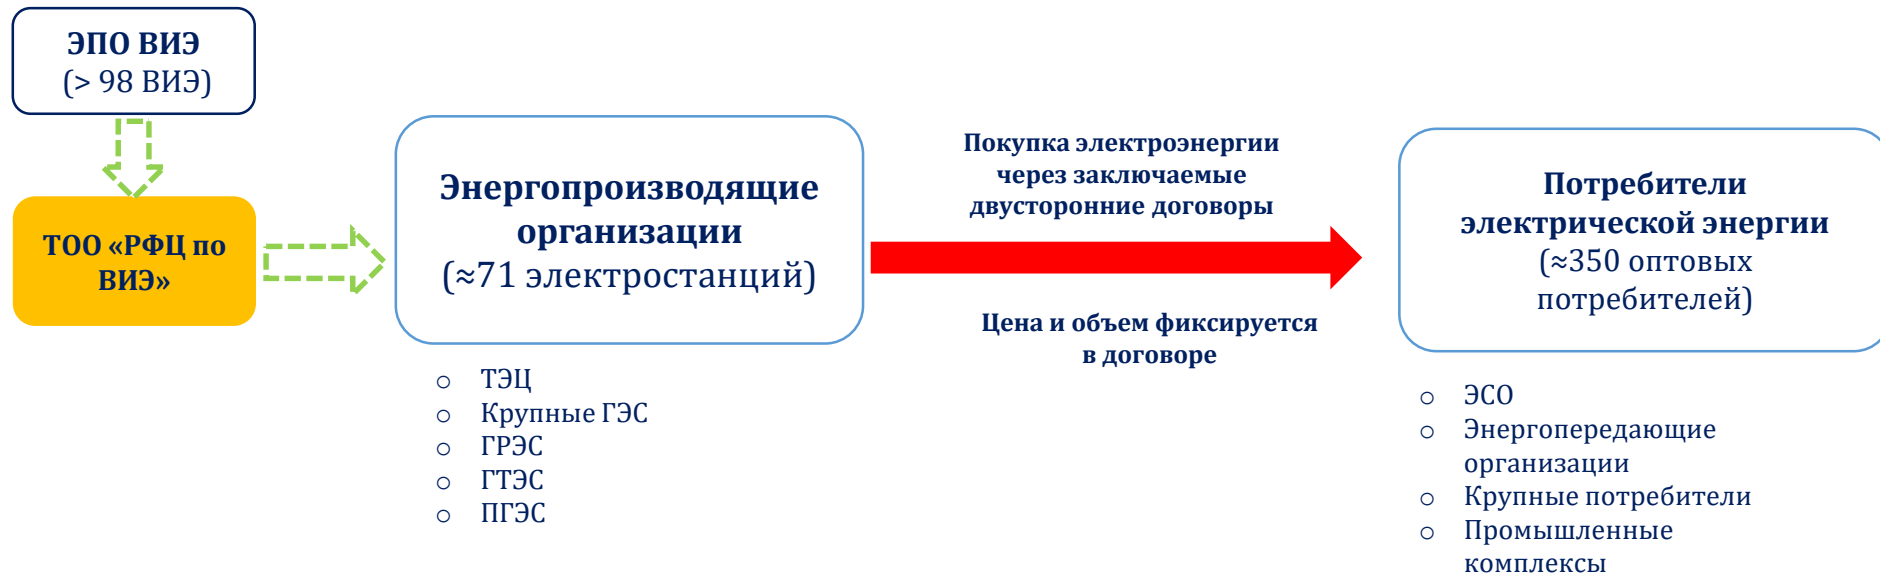 ЭПО ВИЭ
(> 98 ВИЭ)
ТОО «РФЦ по
ВИЭ»
Энергопроизводящие
организации
(≈71 электростанций)
o ТЭЦ
o Крупные ГЭС
o ГРЭС
o ГТЭС
o ПГЭС
Покупка электроэнергии
через заключаемые
двусторонние договоры
Цена и объем фиксируется
в договоре
Потребители
электрической энергии
(≈350 оптовых
потребителей)
o ЭСО
o Энергопередающие
организации
o Крупные потребители
o Промышленные
комплексы